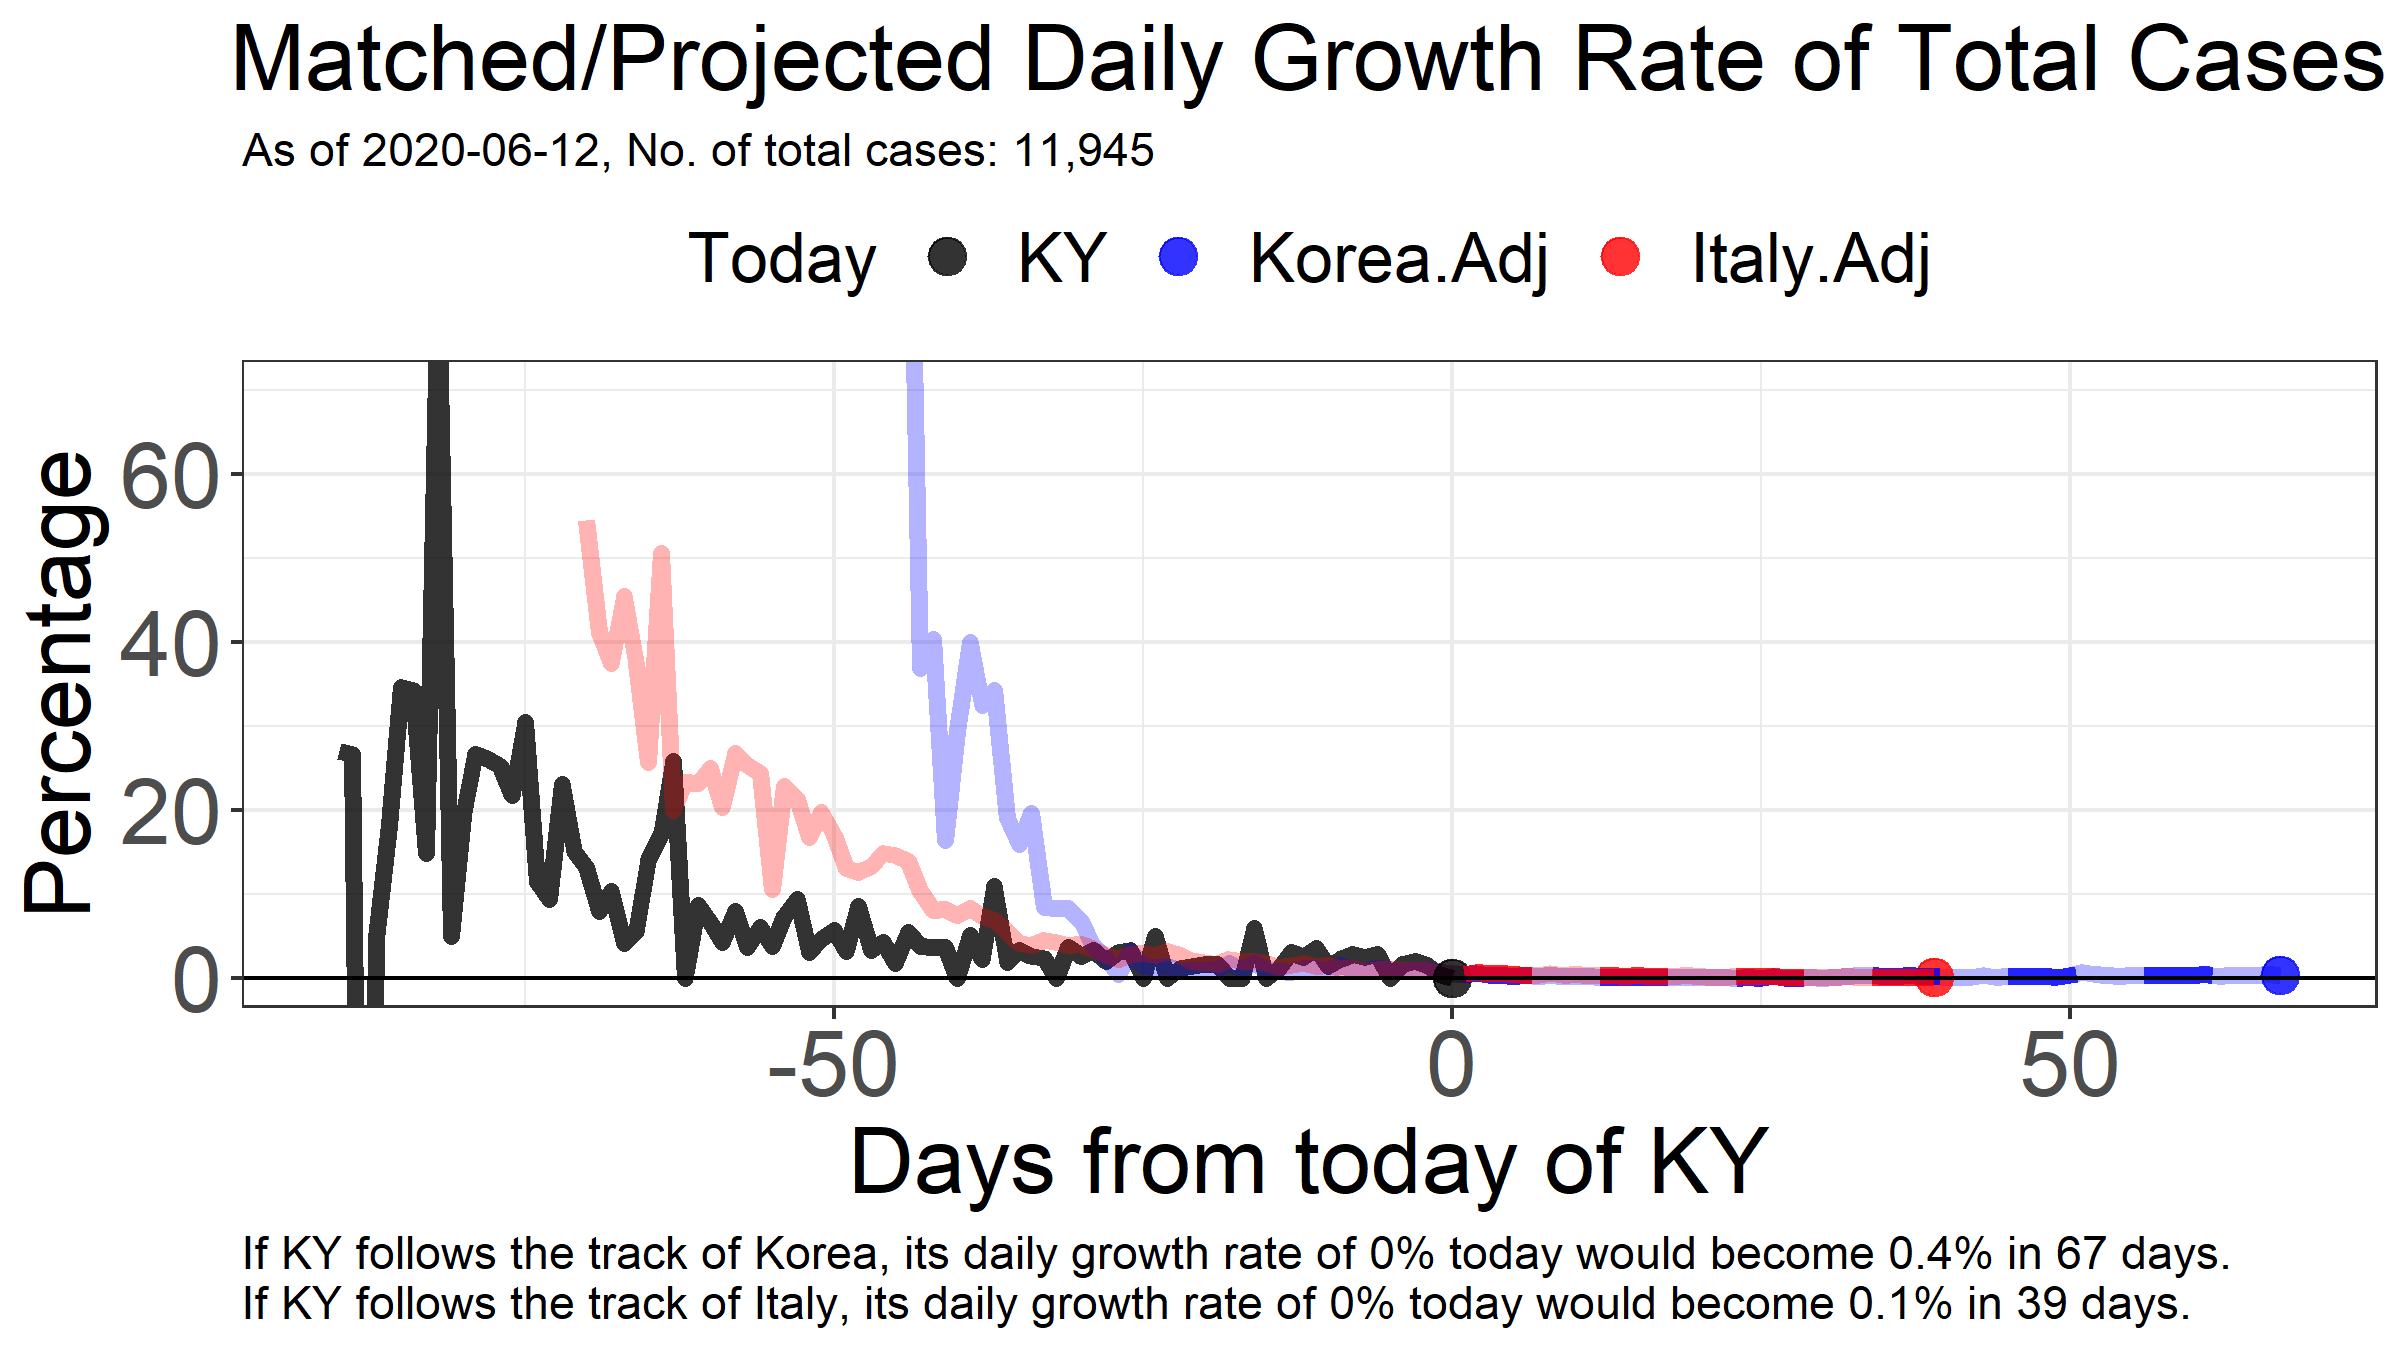 Matched/Projected Daily Growth Rate of Total Cases
As of 2020-06-12, No. of total cases: 11,945
Today KY Korea.Adj Italy.Adj
Percentage
60
40
20
0
-50 0 50
Days from today of KY
If KY follows the track of Korea, its daily growth rate of 0% today would become 0.4% in 67 days.
If KY follows the track of Italy, its daily growth rate of 0% today would become 0.1% in 39 days.